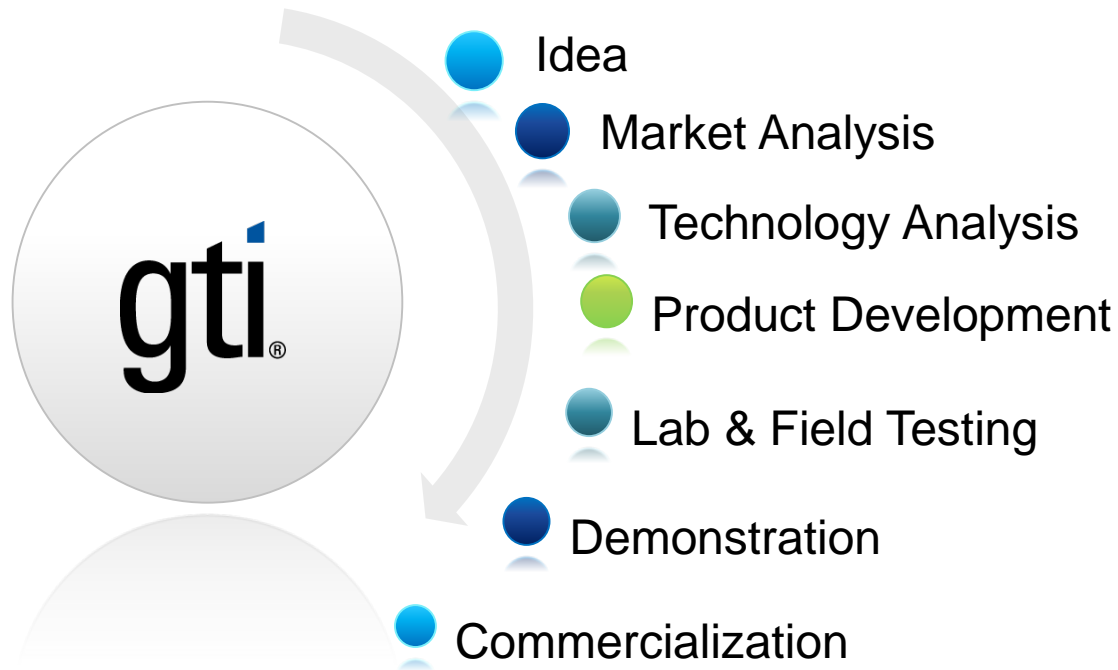 Idea
Market Analysis
Technology Analysis
gti®
Product Development
Lab & Field Testing
Demonstration
Commercialization